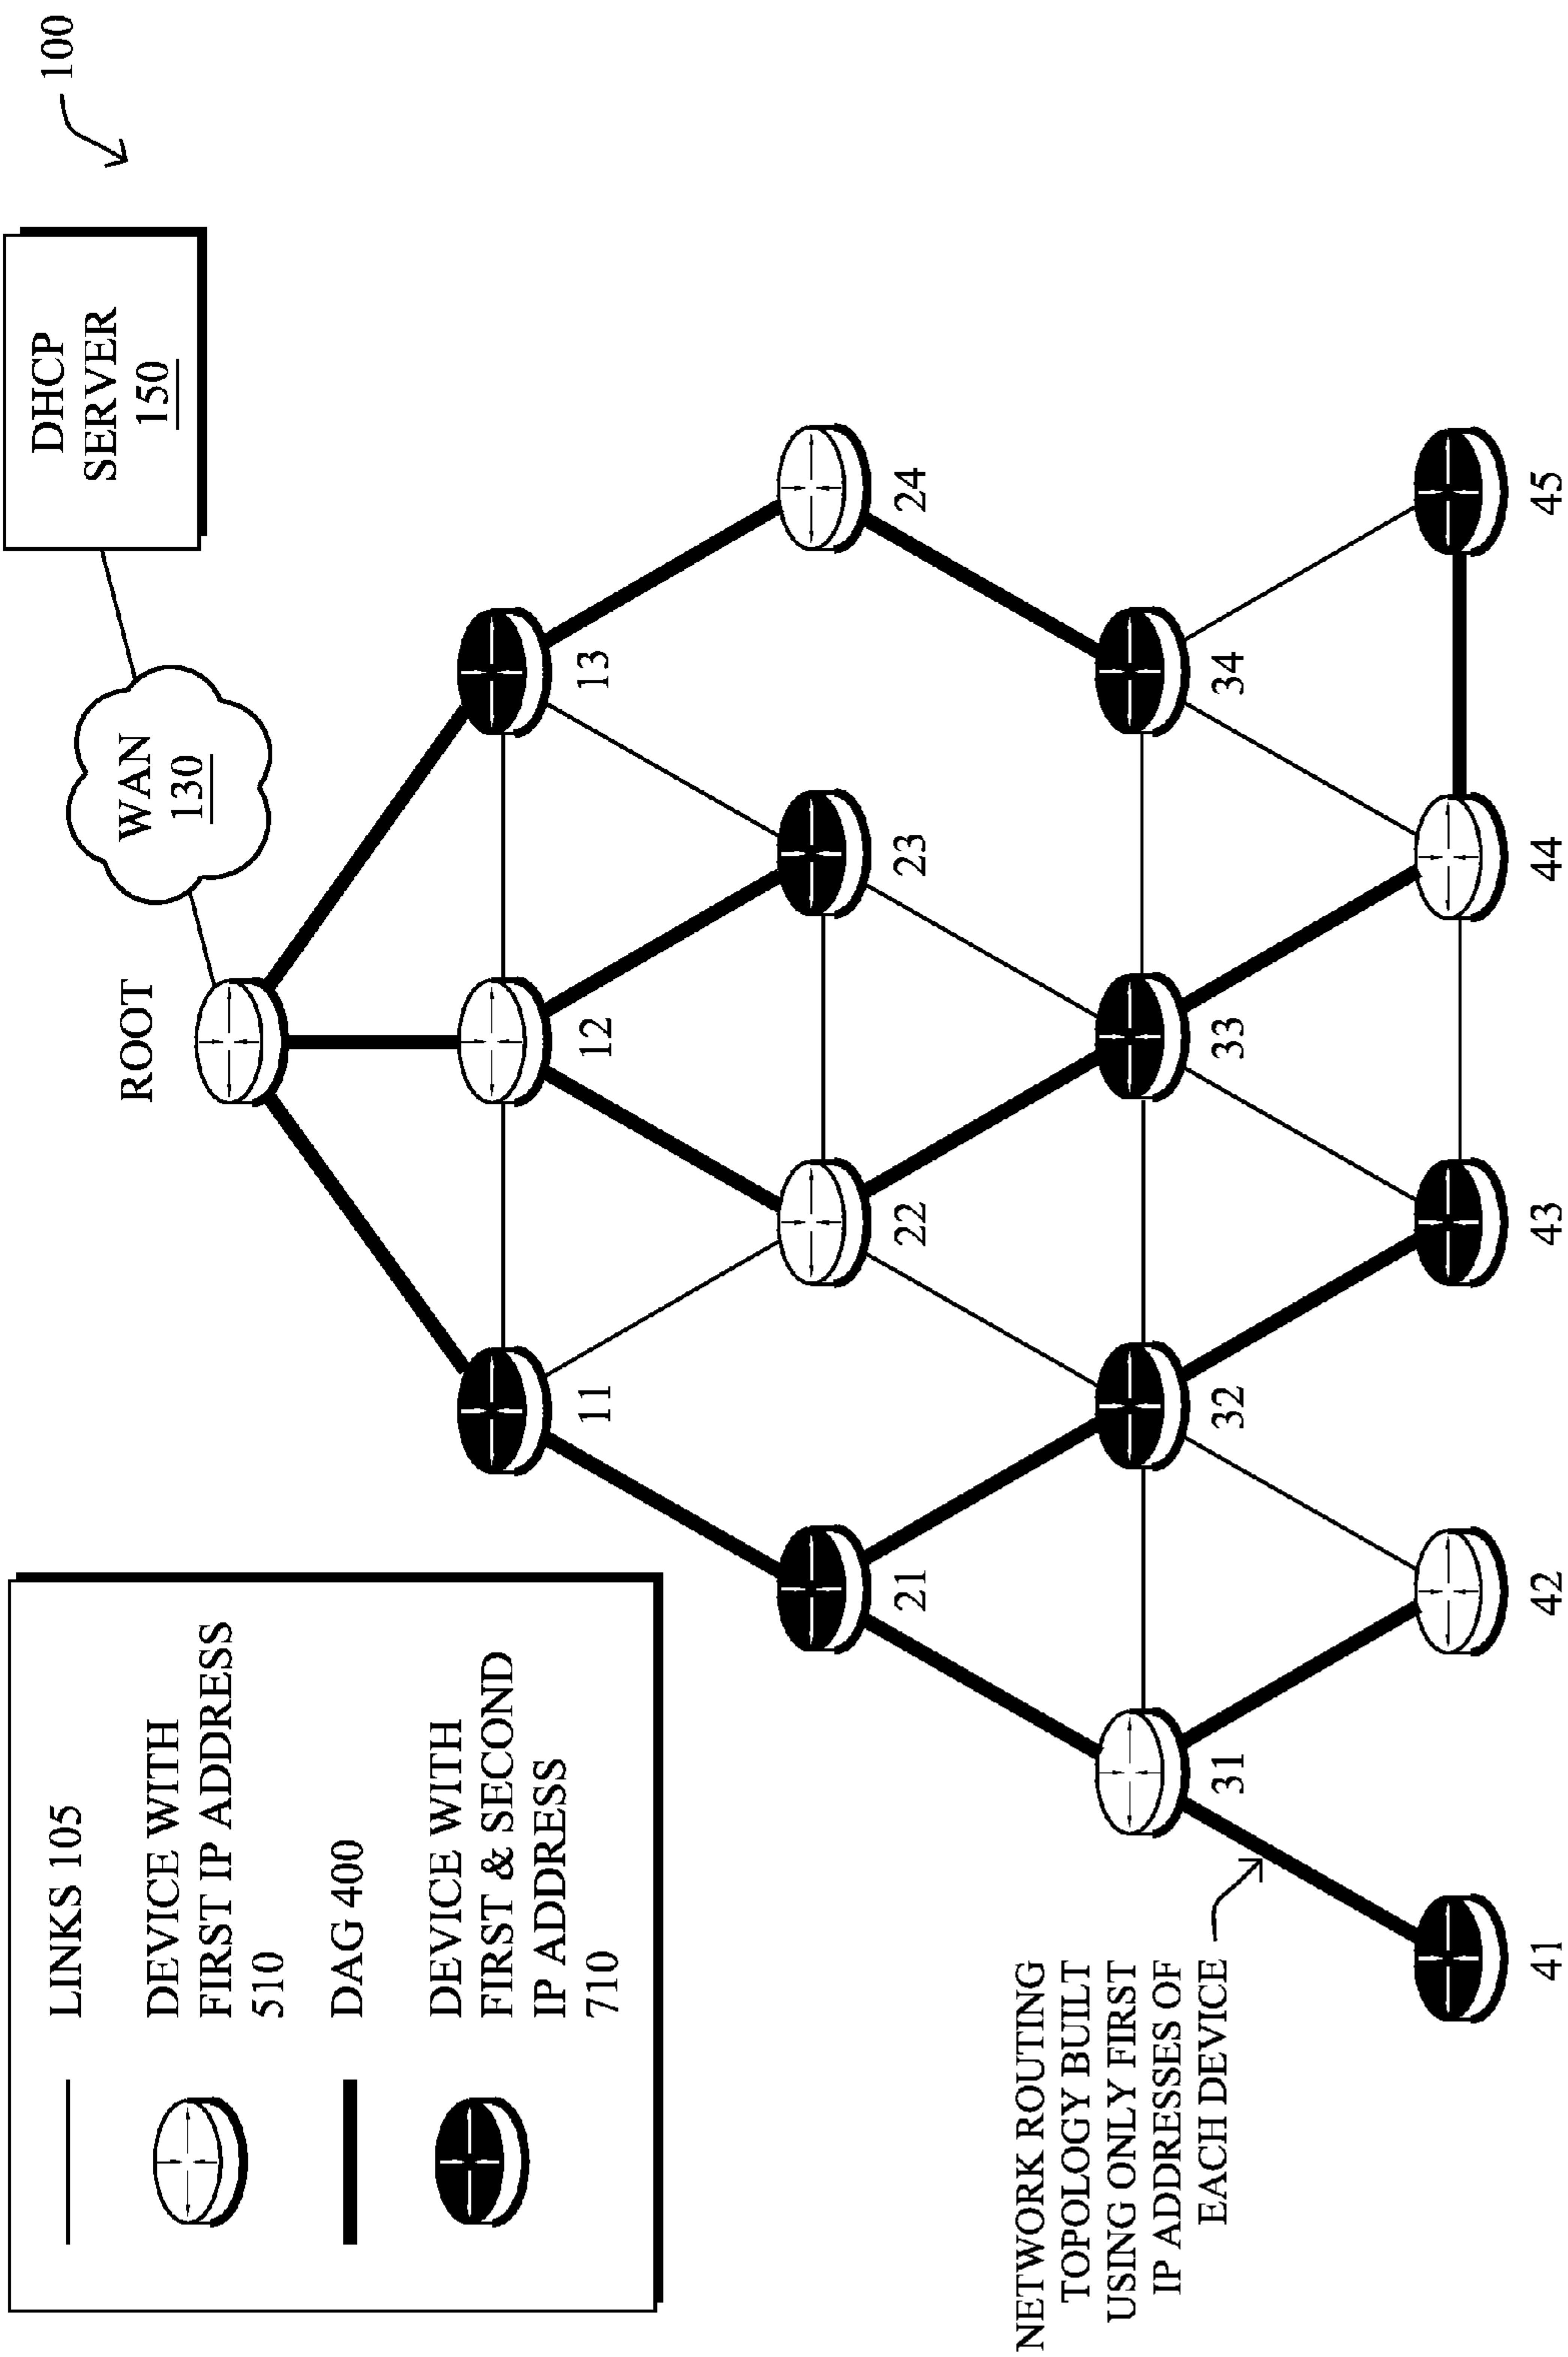 100
DHCP
SERVER
150
WAN
130
ROOT
LINKS 105
DEVICE WITH
FIRST IP ADDRESS
510
DAG 400
DEVICE WITH
FIRST & SECOND
IP ADDRESS
710
11
12
13
21
22
23
24
31
32
33
34
41
42
43
44
45
NETWORK ROUTING
TOPOLOGY BUILT
USING ONLY FIRST
IP ADDRESSES OF
EACH DEVICE